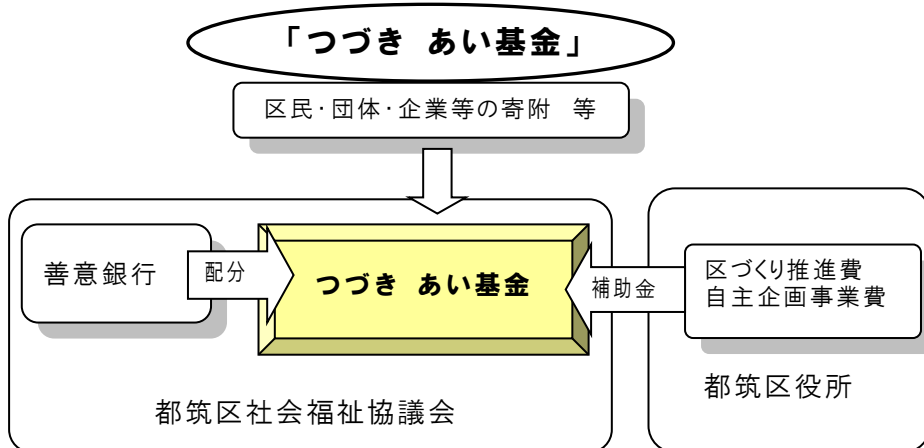 「つづき あい基金」
区民・団体・企業等の寄附 等
善意銀行
配分
つづき あい基金
補助金
区づくり推進費
自主企画事業費
都筑区社会福祉協議会
都筑区役所